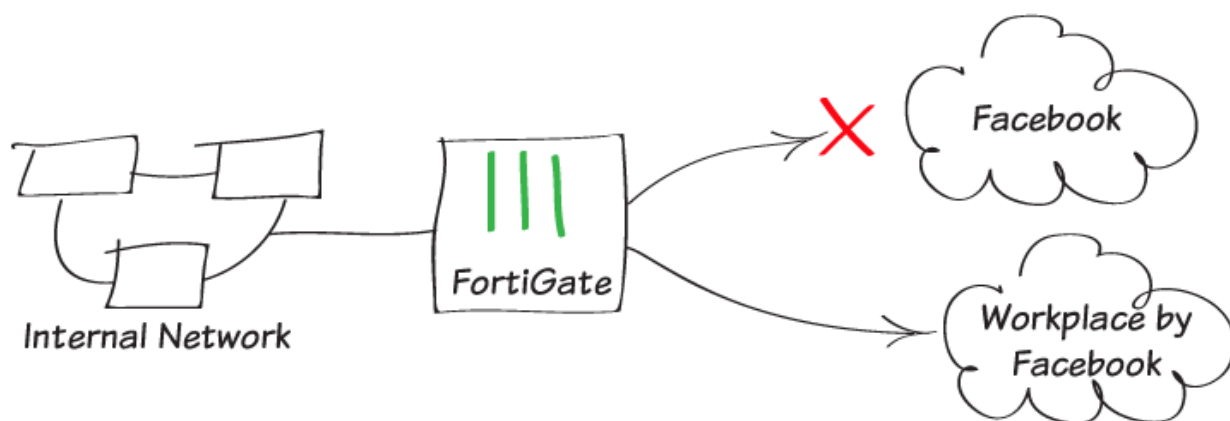 Facebook
FortiGate
Internal Network
Workplace by
Facebook